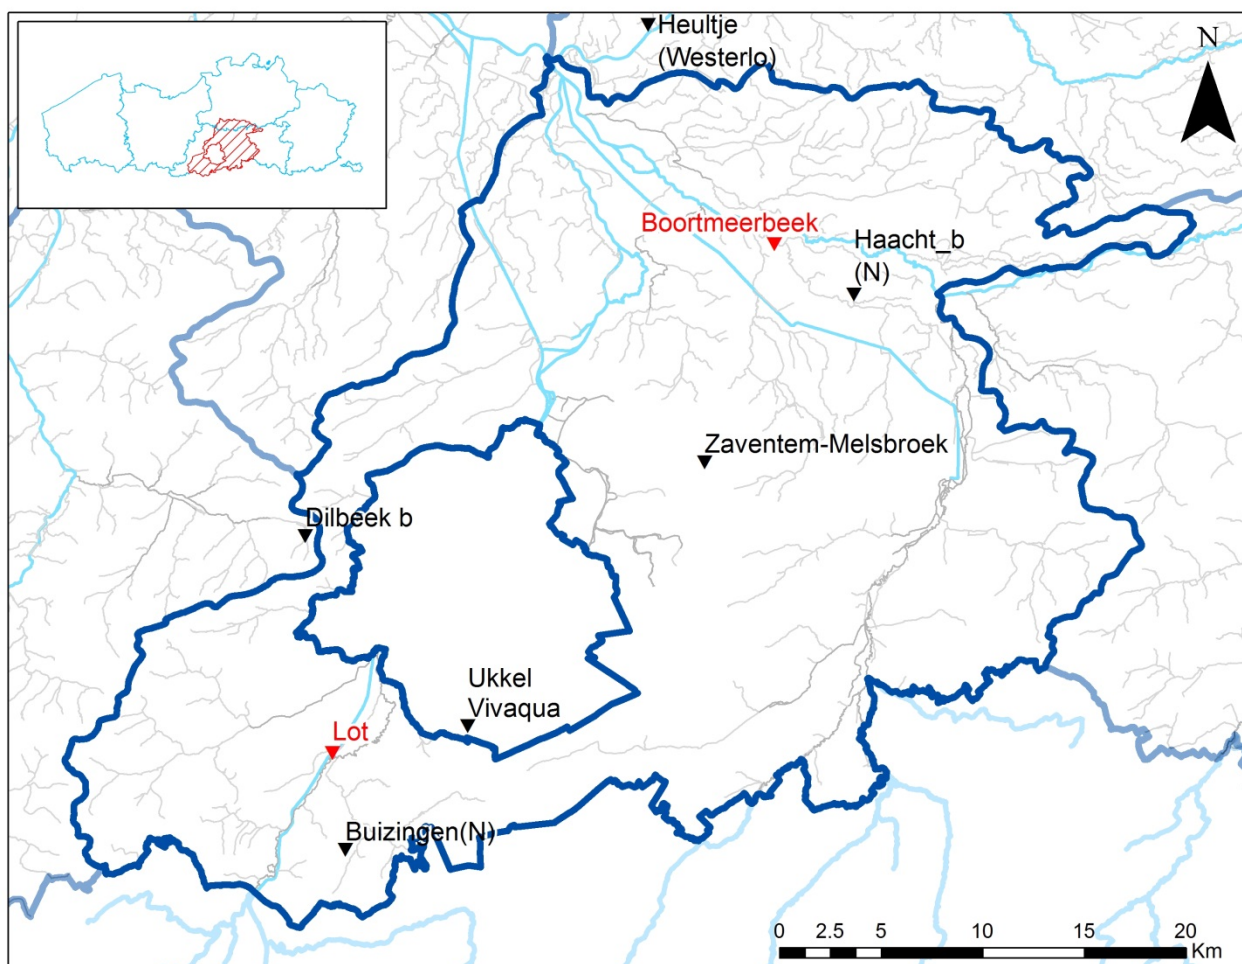 Heultje
(Westerlo)
N
Boortmeerbeek
Haacht_b
(N)
Zaventem-Melsbroek
Dilbeek b
Ukkel
Vivaqua
Lot
Buizingen(N)
0 2.5 5 10 15 20
Km